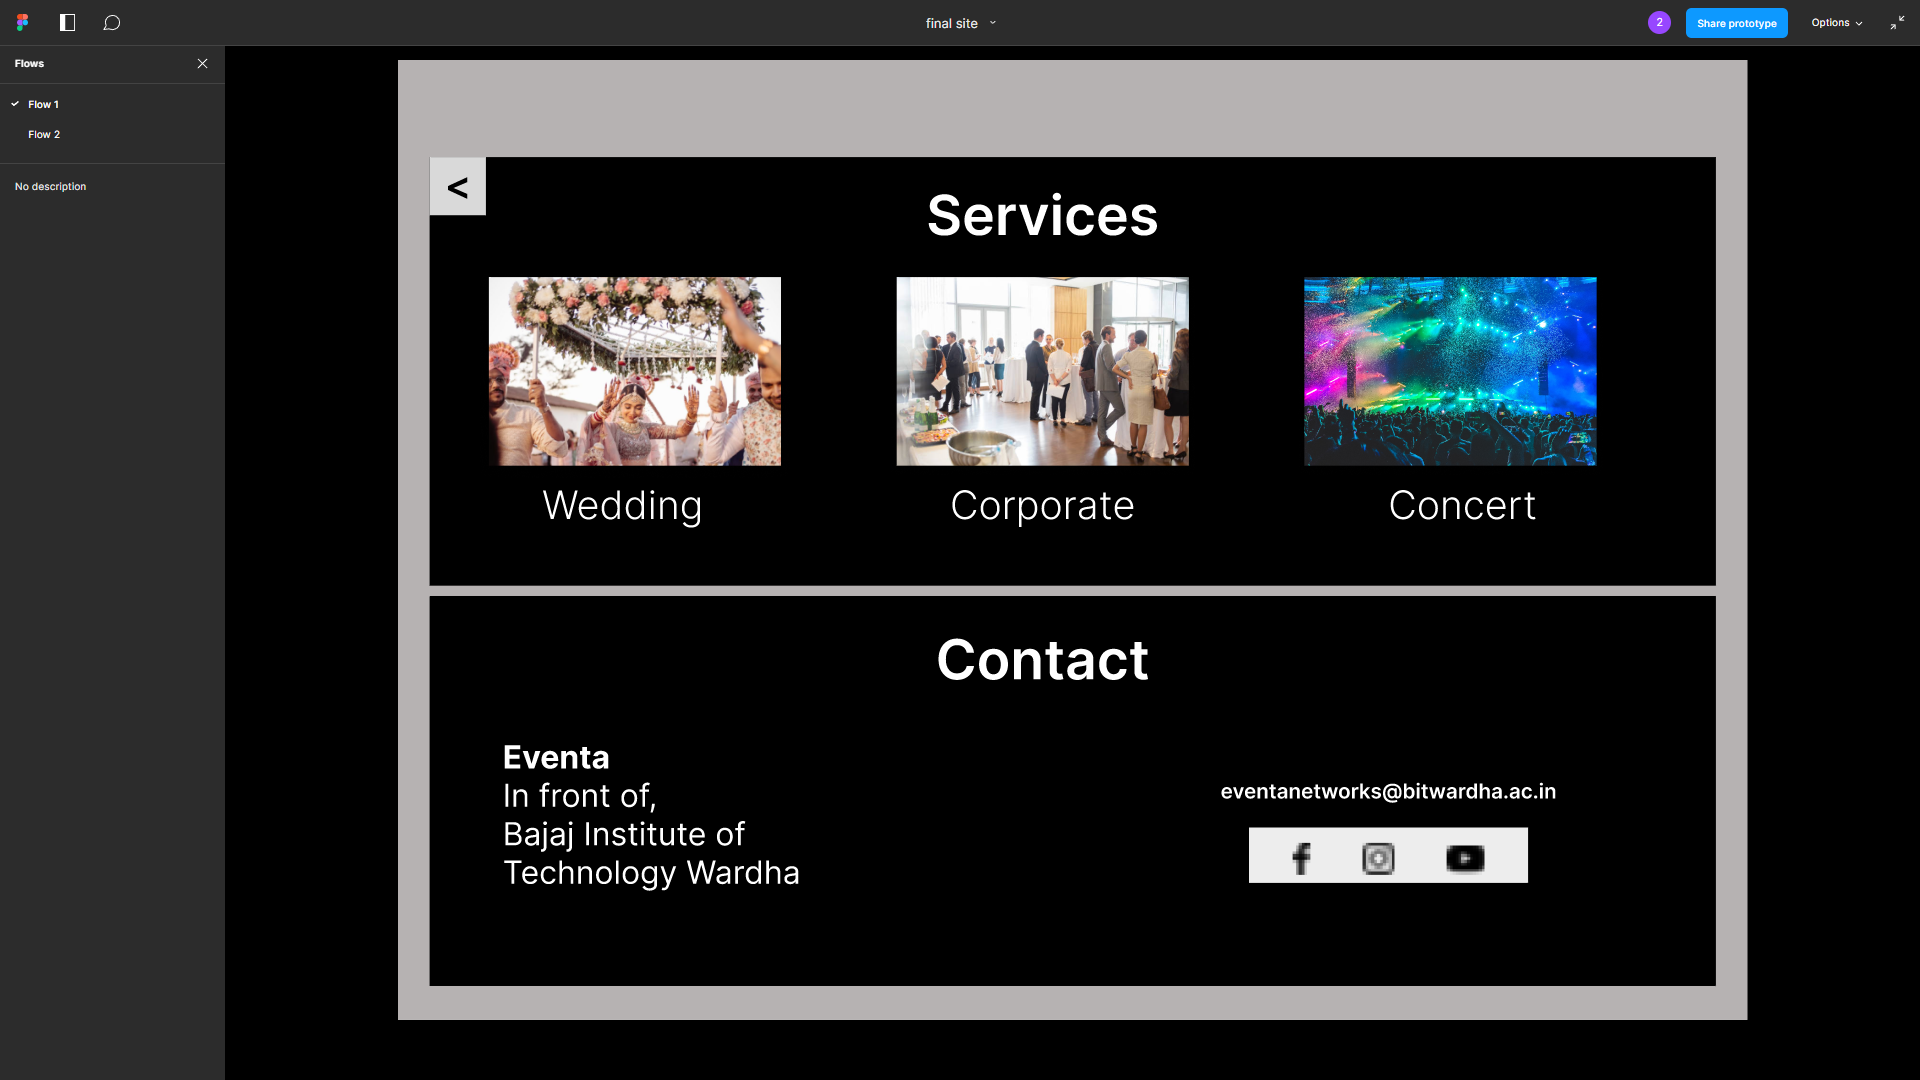 final site
2
Share prototype
Options
Flows
Flow 1
Flow 2
No description
<
Services
Wedding
Corporate
Concert
Contact
Eventa
In front of,
Bajaj Institute of
Technology Wardha
eventanetworks@bitwardha.ac.in